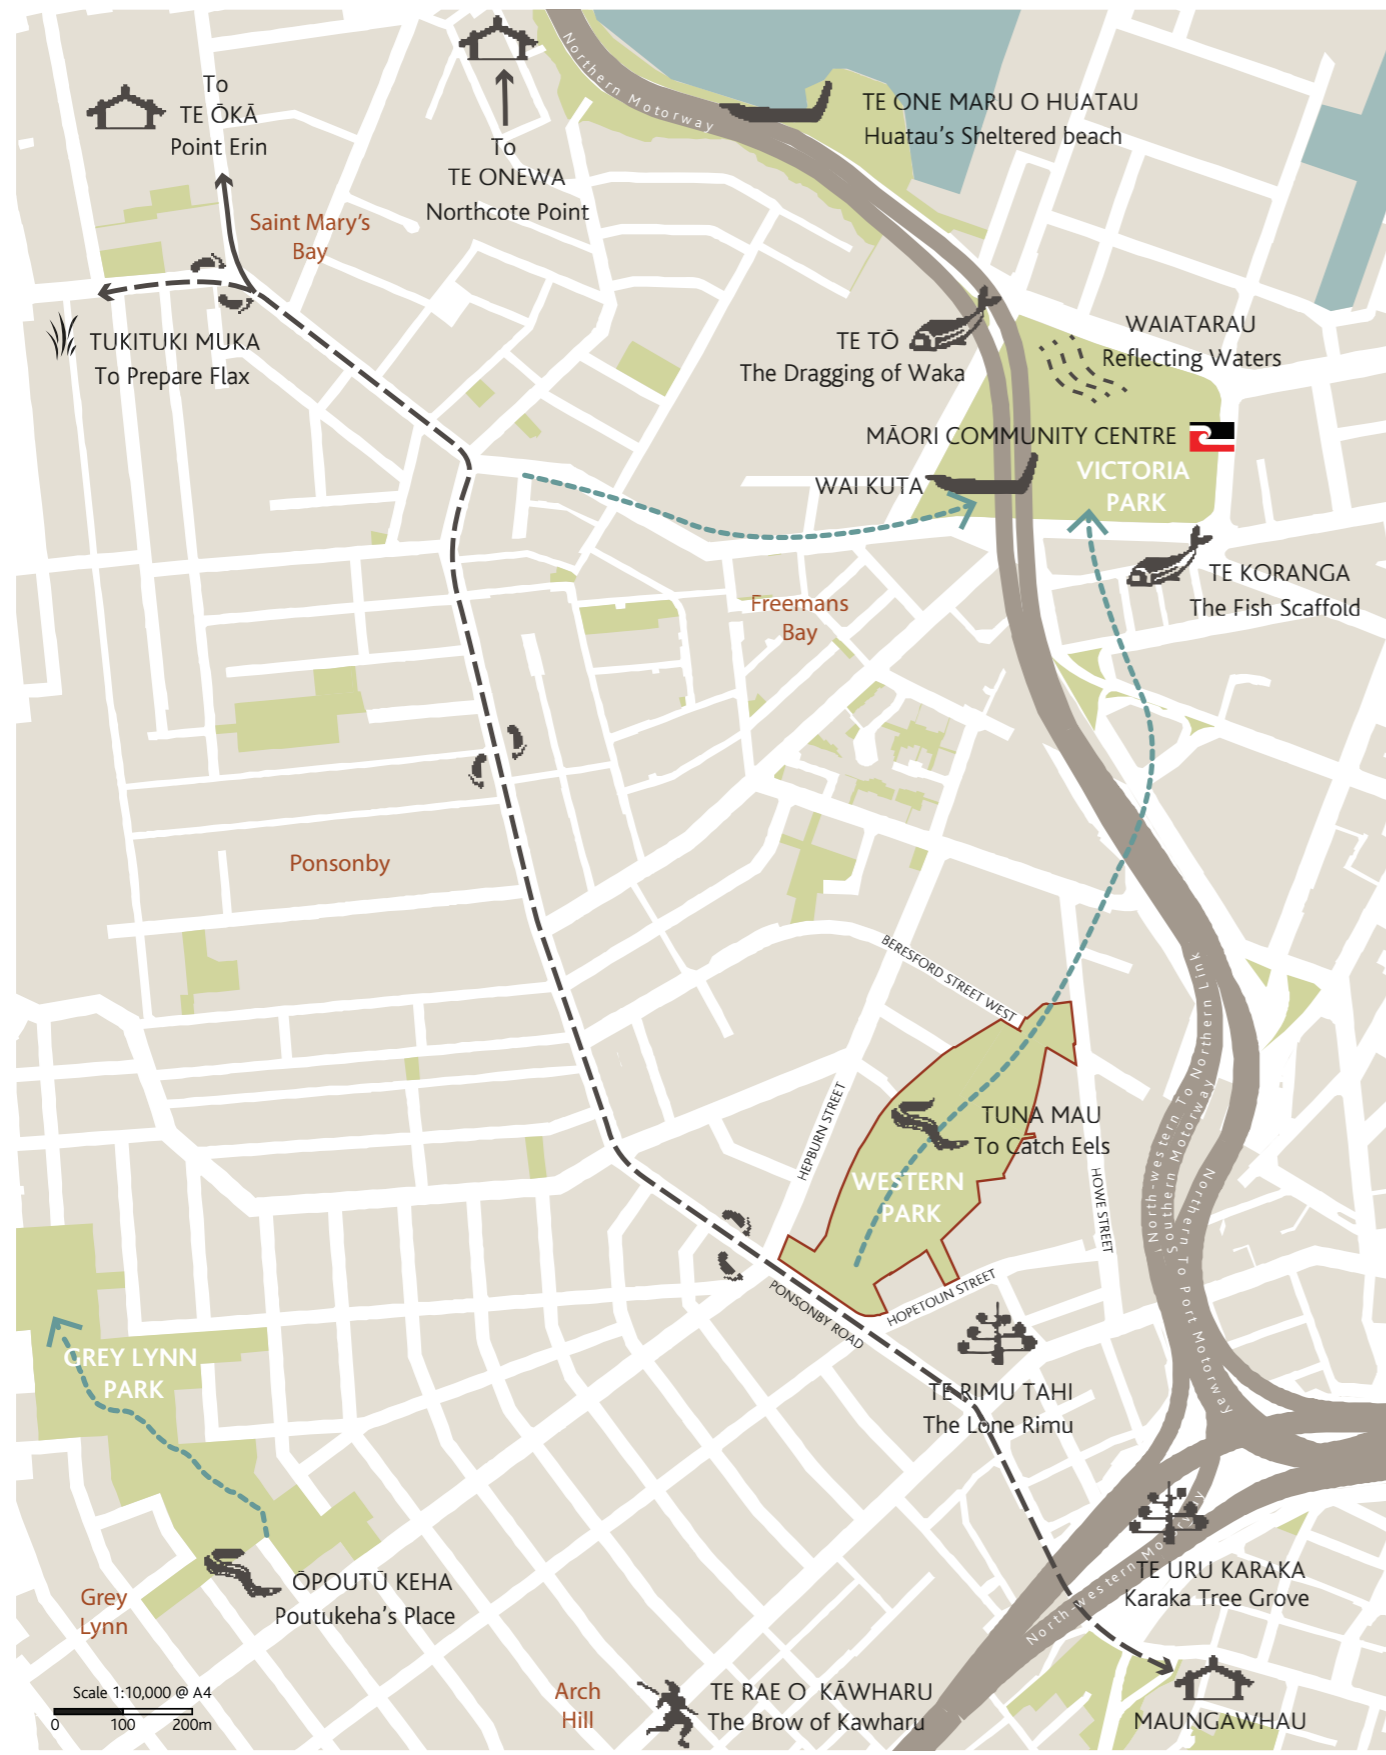 Northern Motorway
To
TE ŌKĀ
Point Erin
To
TE ONEWA
Northcote Point
TE ONE MARU O HUATAU
Huatau's Sheltered beach
Saint Mary's
Bay
TUKITUKI MUKA
To Prepare Flax
TE TŌ
The Dragging of Waka
WAIATARAU
Reflecting Waters
MĀORI COMMUNITY CENTRE
WAI KUTA
VICTORIA
PARK
TE KORANGA
The Fish Scaffold
Freemans
Bay
Ponsonby
BERESFORD STREET WEST
HEPBURN STREET
TUNA MAU
To Catch Eels
WESTERN
PARK
HOWE STREET
North-western To Northern Link
Southern Motorway
Northern To Port Motorway
PONSONBY ROAD
HOPETOUN STREET
GREY LYNN
PARK
TE RIMU TAHI
The Lone Rimu
TE URU KARAKA
Karaka Tree Grove
North-western Motorway
ŌPOUTŪ KEHA
Poutukeha's Place
Grey
Lynn
Arch
Hill
TE RAE O KĀWHARU
The Brow of Kawharu
MAUNGAWHAU
Scale 1:10,000 @ A4
0 100 200m